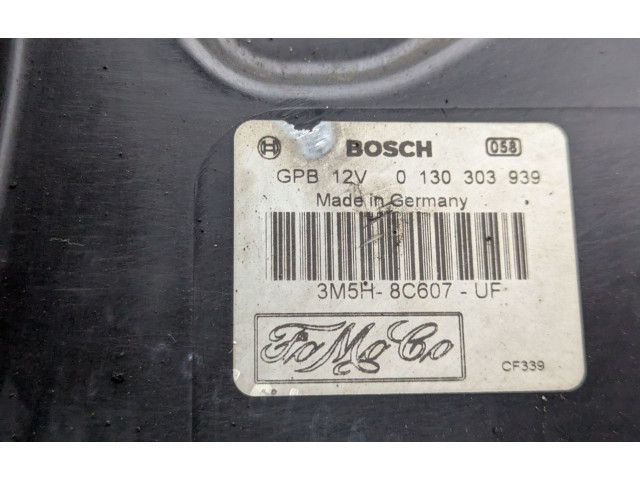 BOSCH 058
GPB 12V 0 130 303 939
Made in Germany
3M5H-8C607-UF
FoMoCo
CF339